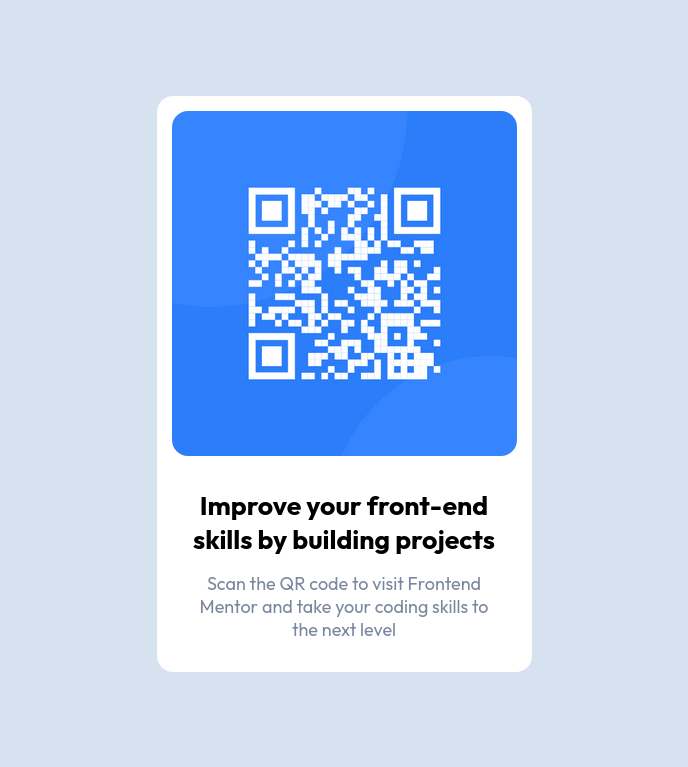 Improve your front-end
skills by building projects
Scan the QR code to visit Frontend
Mentor and take your coding skills to
the next level